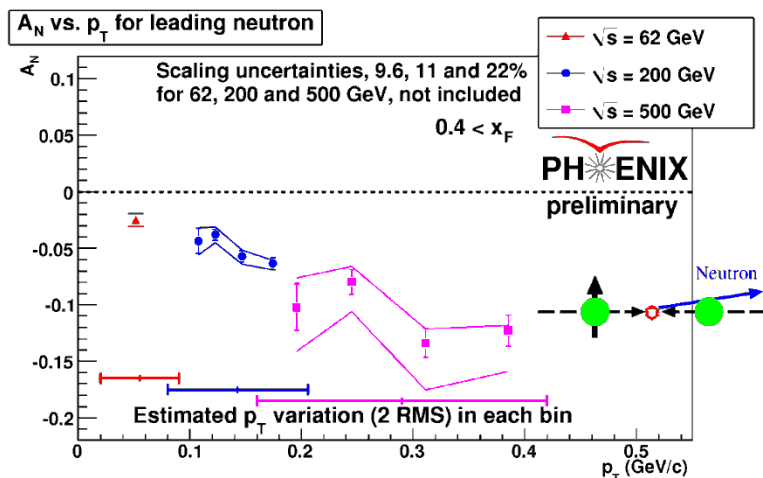 A_N vs. p_T for leading neutron
√s = 62 GeV
√s = 200 GeV
√s = 500 GeV
A_N
Scaling uncertainties, 9.6, 11 and 22%
for 62, 200 and 500 GeV, not included
0.4 < x_F
PH ENIX
preliminary
0.1
0.05
0
-0.05
-0.1
-0.15
-0.2
Neutron
Estimated p_T variation (2 RMS) in each bin
0
0.1
0.2
0.3
0.4
0.5
p_T (GeV/c)